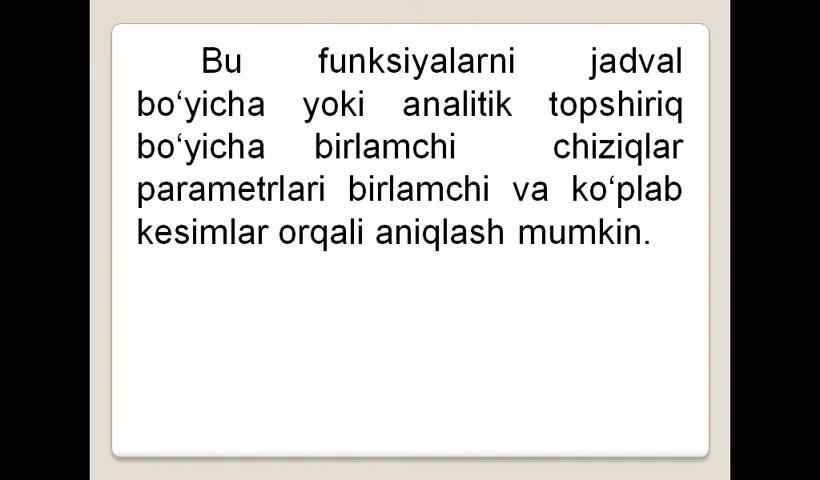 Bu funksiyalarni jadval
bo‘yicha yoki analitik topshiriq
bo‘yicha birlamchi chiziqlar
parametrlari birlamchi va ko‘plab
kesimlar orqali aniqlash mumkin.